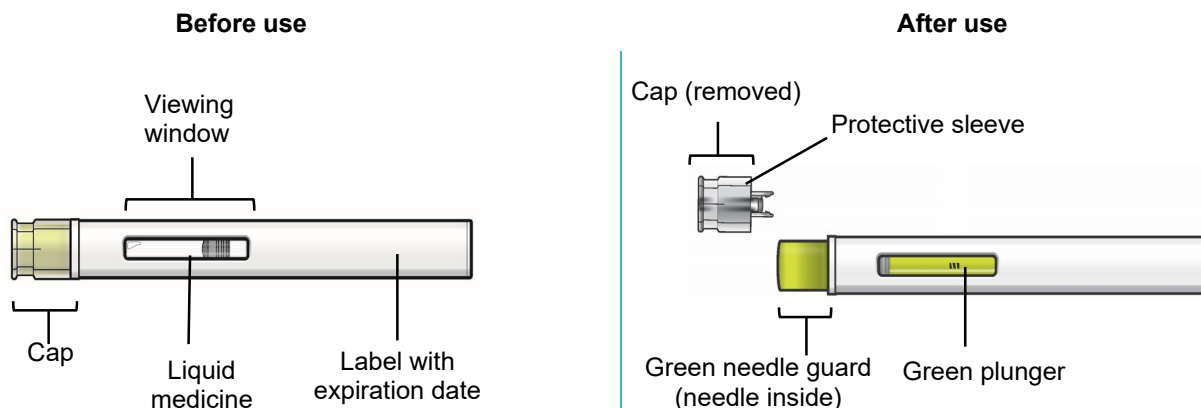 Before use
After use
Viewing
window
Cap (removed)
Protective sleeve
Cap
Liquid
medicine
Label with
expiration date
Green needle guard
(needle inside)
Green plunger